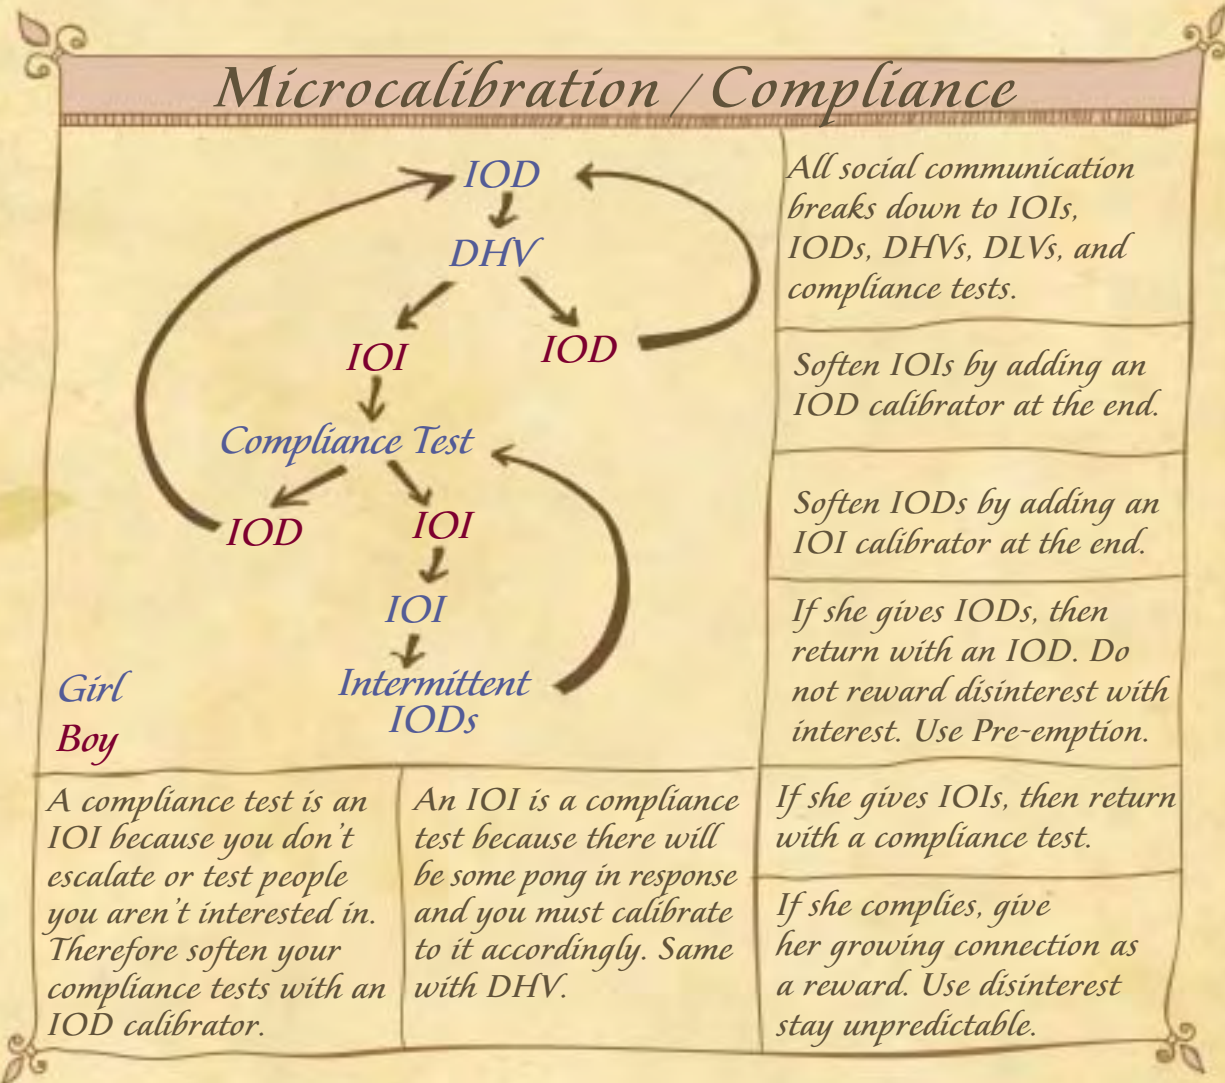 Microcalibration / Compliance
IOD
DHV
IOI
IOD
Compliance Test
IOD
IOI
IOI
Intermittent
IODs
Girl
Boy
All social communication
breaks down to IOIs,
IODs, DHVs, DLVs, and
compliance tests.
Soften IOIs by adding an
IOD calibrator at the end.
Soften IODs by adding an
IOI calibrator at the end.
If she gives IODs, then
return with an IOD. Do
not reward disinterest with
interest. Use Pre-emption.
If she gives IOIs, then return
with a compliance test.
If she complies, give
her growing connection as
a reward. Use disinterest
stay unpredictable.
A compliance test is an
IOI because you don't
escalate or test people
you aren't interested in.
Therefore soften your
compliance tests with an
IOD calibrator.
An IOI is a compliance
test because there will
be some pong in response
and you must calibrate
to it accordingly. Same
with DHV.